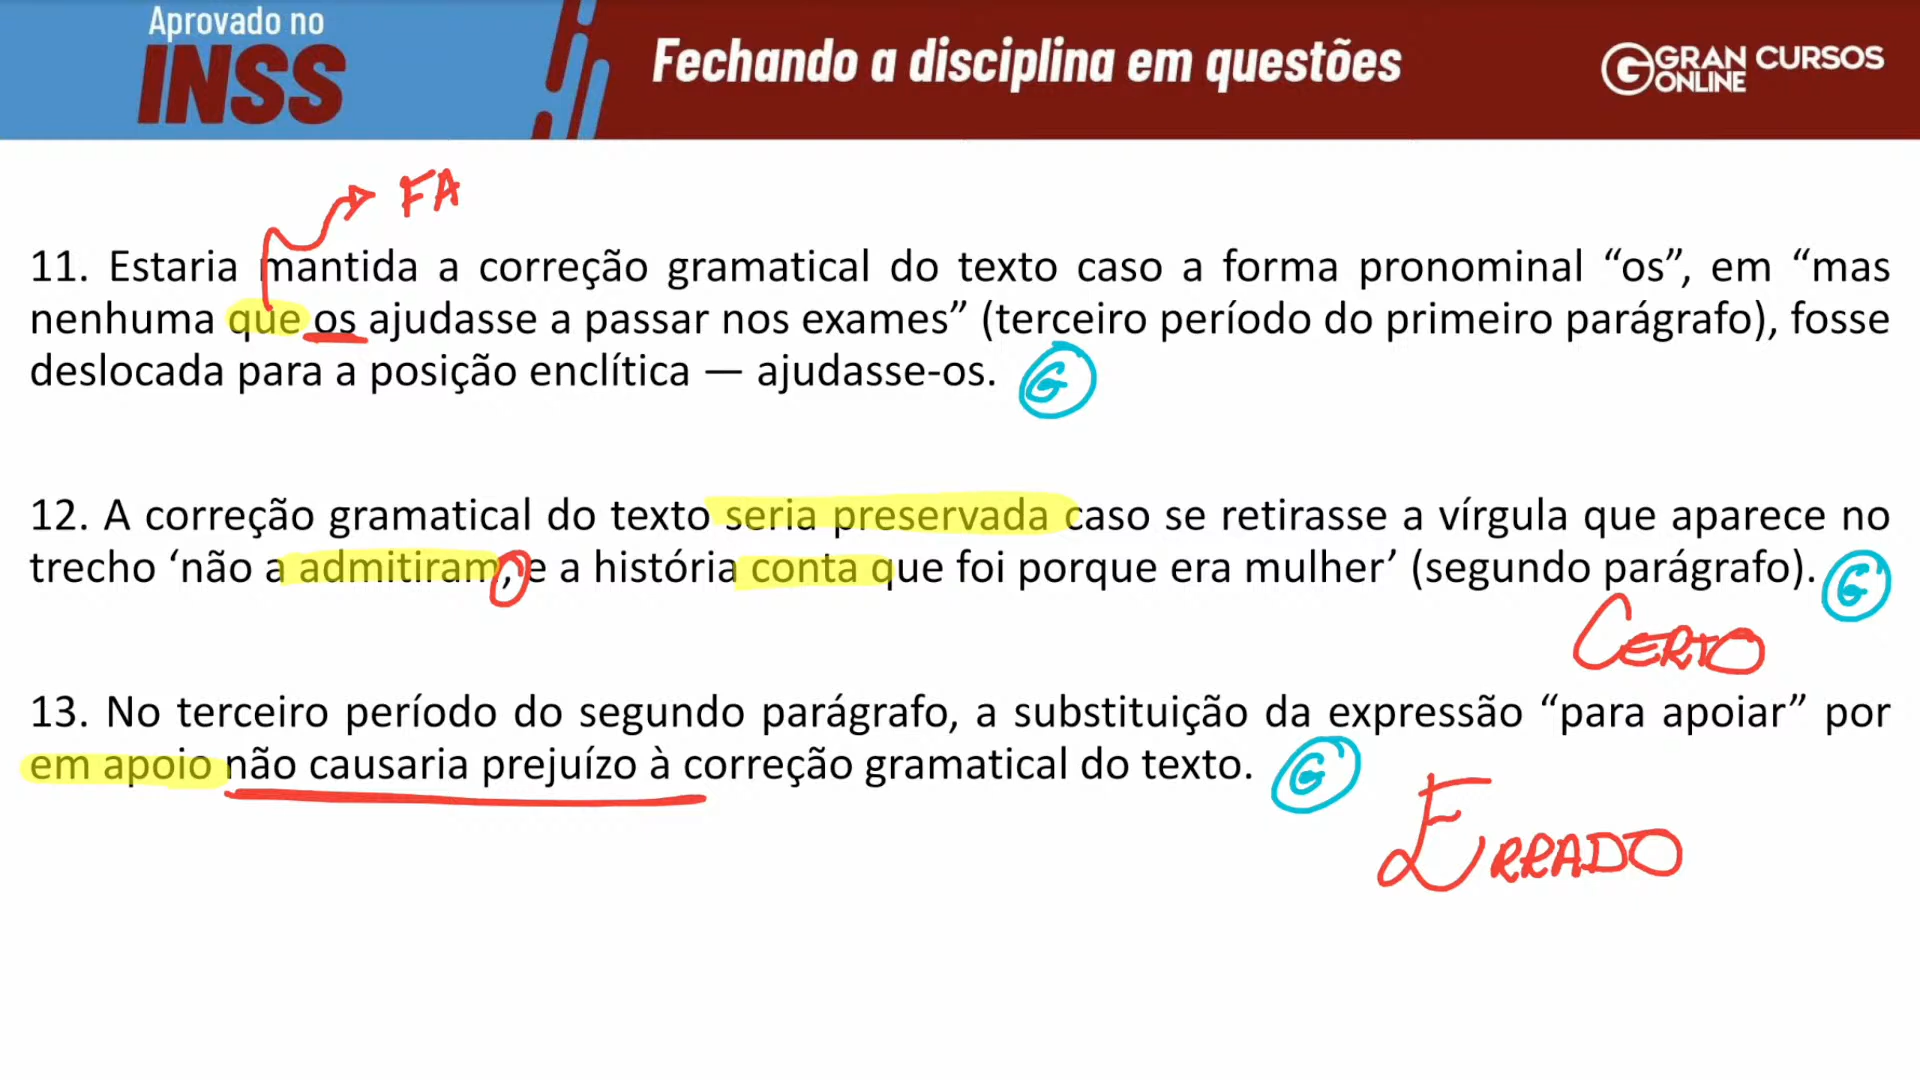 Aprovado no
INSS
Fechando a disciplina em questões
GRAN CURSOS
ONLINE
FA
11. Estaria mantida a correção gramatical do texto caso a forma pronominal “os”, em “mas
nenhuma que os ajudasse a passar nos exames” (terceiro período do primeiro parágrafo), fosse
deslocada para a posição enclítica — ajudasse-os.
G
12. A correção gramatical do texto seria preservada caso se retirasse a vírgula que aparece no
trecho ‘não a admitiram, e a história conta que foi porque era mulher’ (segundo parágrafo).
G
CERTO
13. No terceiro período do segundo parágrafo, a substituição da expressão “para apoiar” por
em apoio não causaria prejuízo à correção gramatical do texto.
G
ERRADO